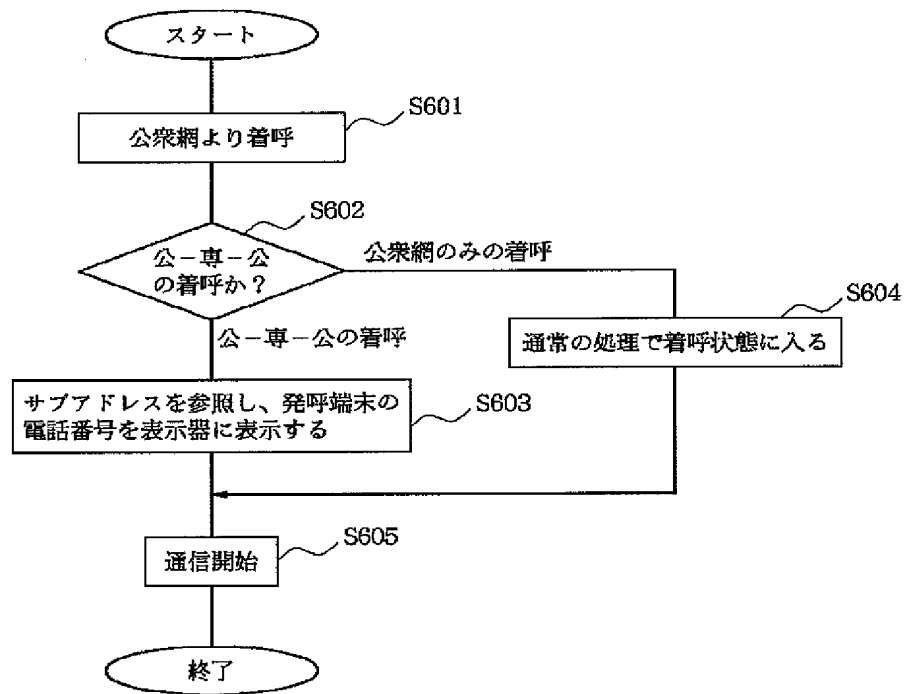 スタート
S601
公衆網より着呼
S602
公－専－公
の着呼か？
公衆網のみの着呼
S604
公－専－公の着呼
通常の処理で着呼状態に入る
サブアドレスを参照し、発呼端末の
電話番号を表示器に表示する
S603
S605
通信開始
終了